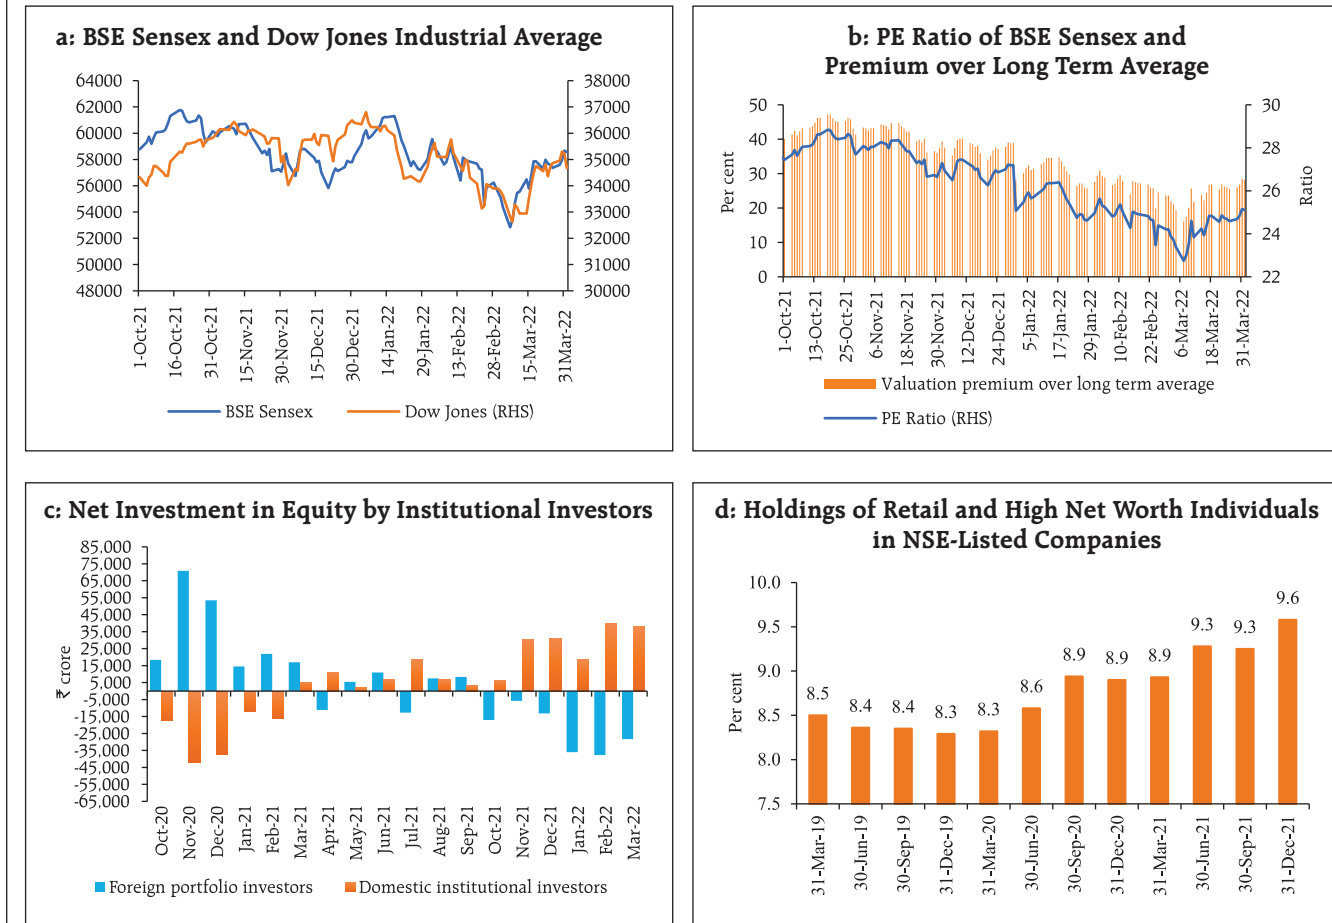 a: BSE Sensex and Dow Jones Industrial Average
64000
62000
60000
58000
56000
54000
52000
50000
48000
38000
37000
36000
35000
34000
33000
32000
31000
30000
1-Oct-21
16-Oct-21
31-Oct-21
15-Nov-21
30-Nov-21
15-Dec-21
30-Dec-21
14-Jan-22
29-Jan-22
13-Feb-22
28-Feb-22
15-Mar-22
31Mar-22
BSE Sensex
Dow Jones (RHS)
b: PE Ratio of BSE Sensex and
Premium over Long Term Average
Per cent
50
40
30
20
10
0
30
28
26
24
22
Ratio
1-Oct-21
13-Oct-21
25-Oct-21
6-Nov-21
18-Nov-21
30-Nov-21
12-Dec-21
24-Dec-21
5-Jan-22
17-Jan-22
29-Jan-22
10-Feb-22
22-Feb-22
6-Mar-22
18-Mar-22
31-Mar-22
Valuation premium over long term average
PE Ratio (RHS)
c: Net Investment in Equity by Institutional Investors
₹ crore
85,000
75,000
65,000
55,000
45,000
35,000
25,000
15,000
5,000
-5,000
-15,000
-25,000
-35,000
-45,000
-55,000
-65,000
Oct-20
Nov-20
Dec-20
Jan-21
Feb-21
Mar-21
Apr-21
May-21
Jun-21
Jul-21
Aug-21
Sep-21
Oct-21
Nov-21
Dec-21
Jan-22
Feb-22
Mar-22
Foreign portfolio investors
Domestic institutional investors
d: Holdings of Retail and High Net Worth Individuals
in NSE-Listed Companies
Per cent
10.0
9.5
9.0
8.5
8.0
7.5
8.5
8.4
8.4
8.3
8.3
8.6
8.9
8.9
8.9
9.3
9.3
9.6
31-Mar-19
30-Jun-19
30-Sep-19
31-Dec-19
31-Mar-20
30-Jun-20
30-Sep-20
31-Dec-20
31-Mar-21
30-Jun-21
30-Sep-21
31-Dec-21